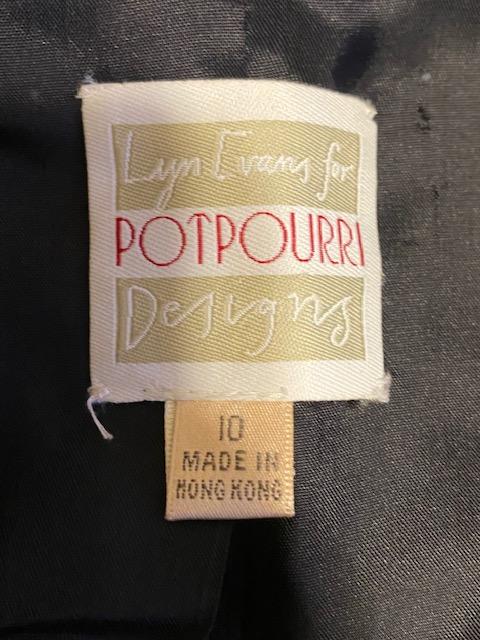 Lyn Evans for
POTPOURRI
Designs
10
MADE IN
HONG KONG